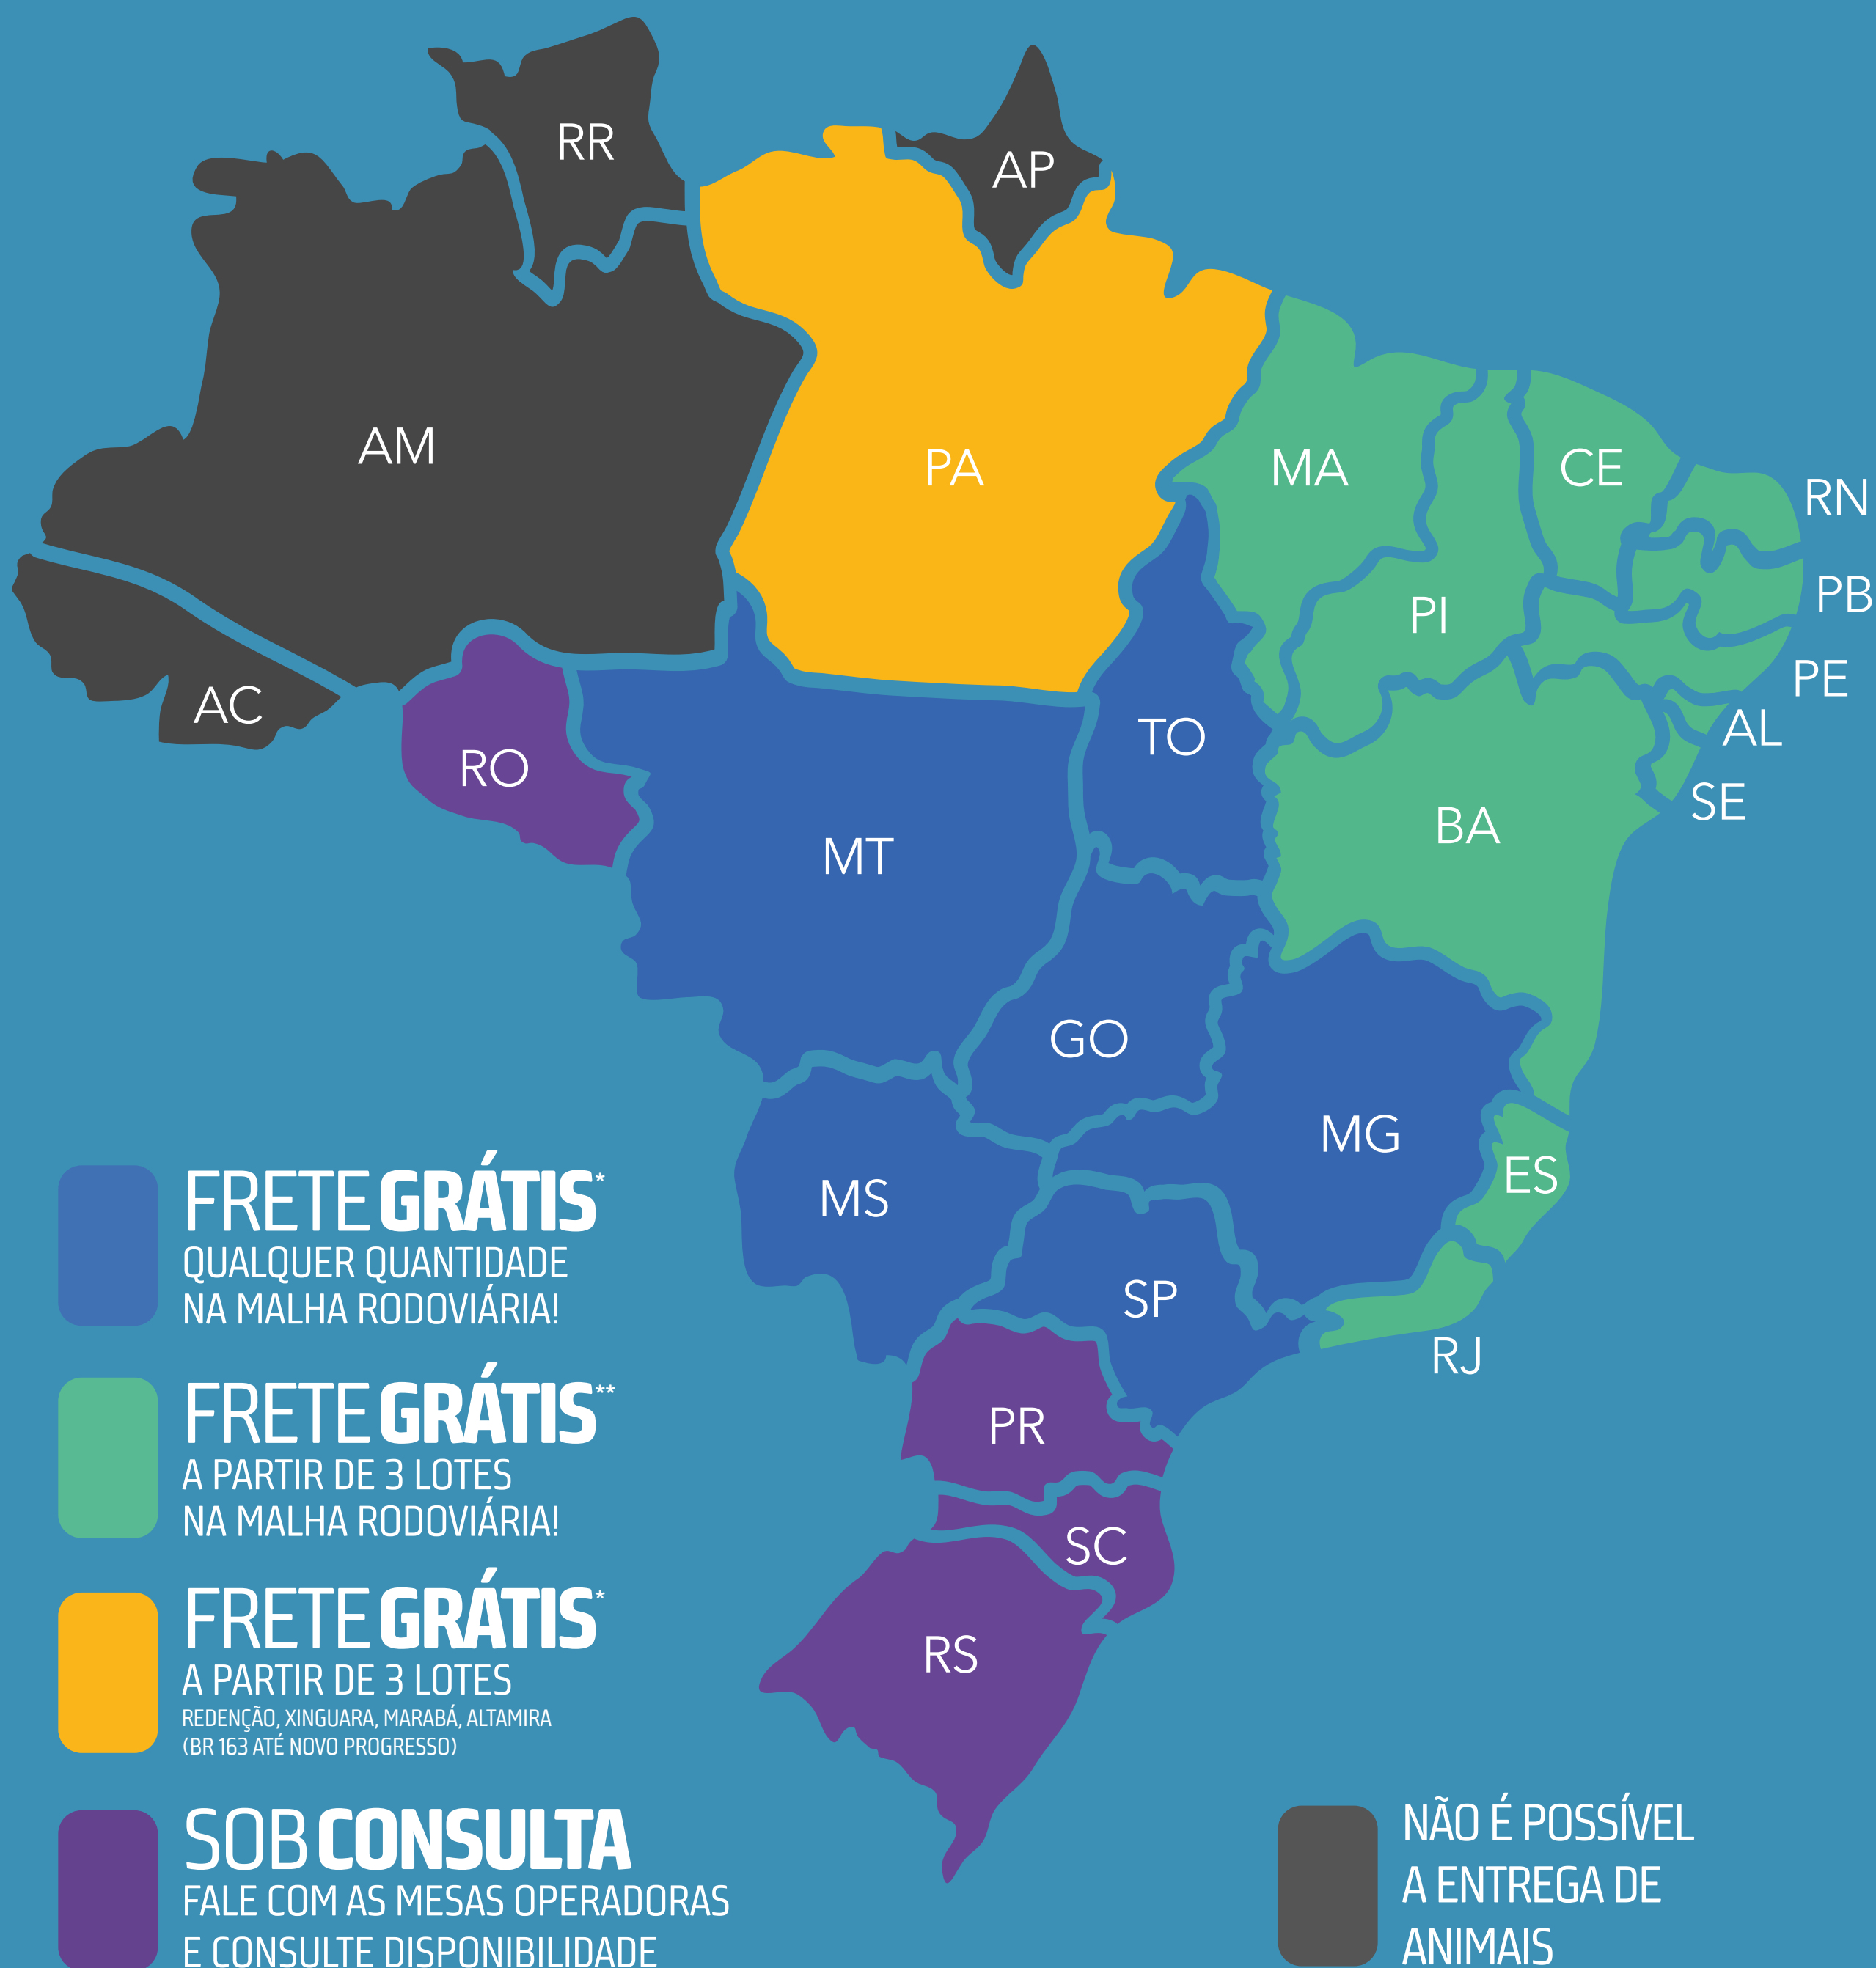 RR
AP
AM
PA
MA
CE
RN
PI
PB
PE
AC
TO
AL
RO
SE
BA
MT
GO
MG
ES
MS
SP
RJ
PR
SC
RS
FRETE GRÁTIS*
QUALQUER QUANTIDADE
NA MALHA RODOVIÁRIA!
FRETE GRÁTIS**
A PARTIR DE 3 LOTES
NA MALHA RODOVIÁRIA!
FRETE GRÁTIS*
A PARTIR DE 3 LOTES
REDENÇÃO, XINGUARA, MARABÁ, ALTAMIRA
(BR 163 ATÉ NOVO PROGRESSO)
SOB CONSULTA
FALE COM AS MESAS OPERADORAS
E CONSULTE DISPONIBILIDADE
NÃO É POSSÍVEL
A ENTREGA DE
ANIMAIS